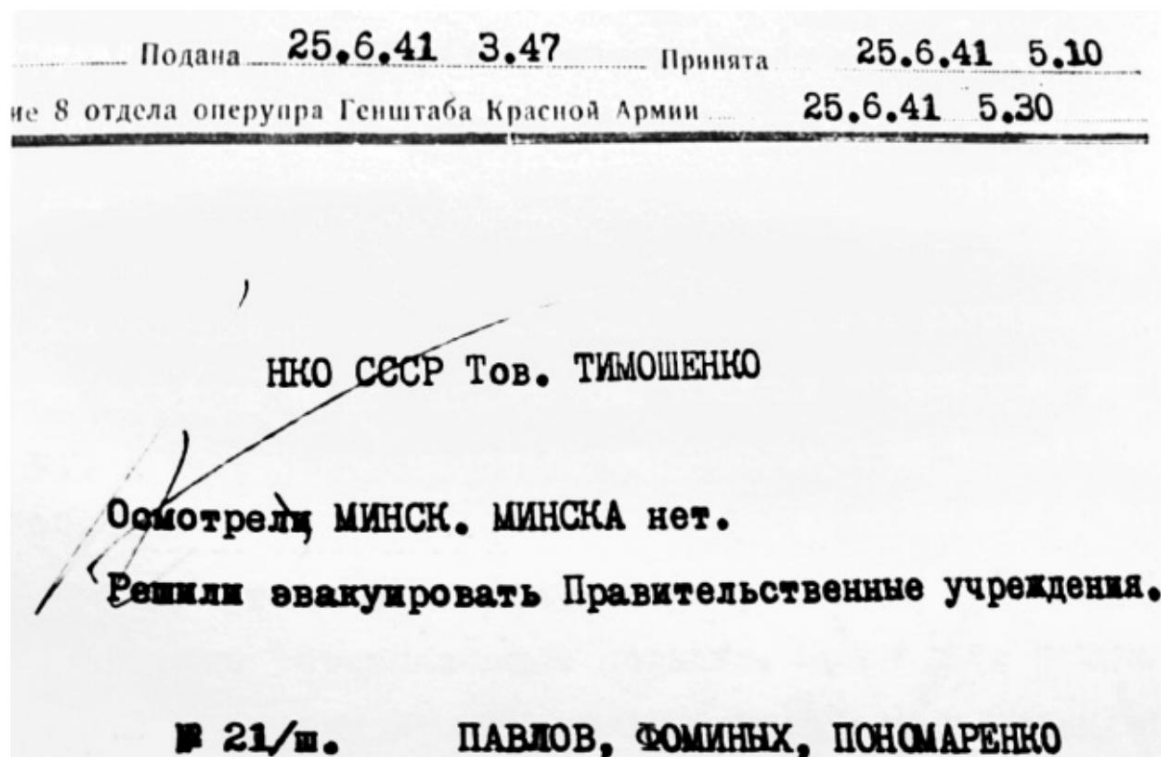 Подана 25.6.41 3.47 Принята 25.6.41 5.10
ие 8 отдела оперупра Генштаба Красной Армии 25.6.41 5.30
НКО СССР Тов. ТИМОШЕНКО
Осмотрели МИНСК. МИНСКА нет.
Решили эвакуировать Правительственные учреждения.
№ 21/ш. ПАВЛОВ, ФОМИНЫХ, ПОНОМАРЕНКО